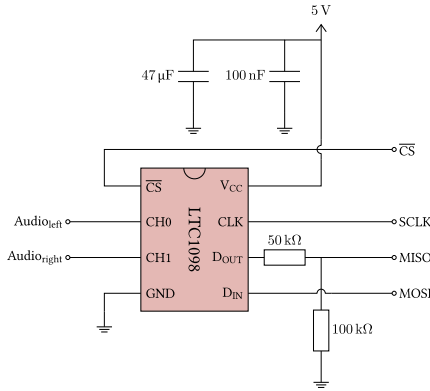 5 V
47 µF
100 nF
CS
CS
VCC
Audioleft
CH0
CLK
SCLK
LTC1098
50 kΩ
Audioright
CH1
DOUT
MISO
GND
DIN
MOSI
100 kΩ